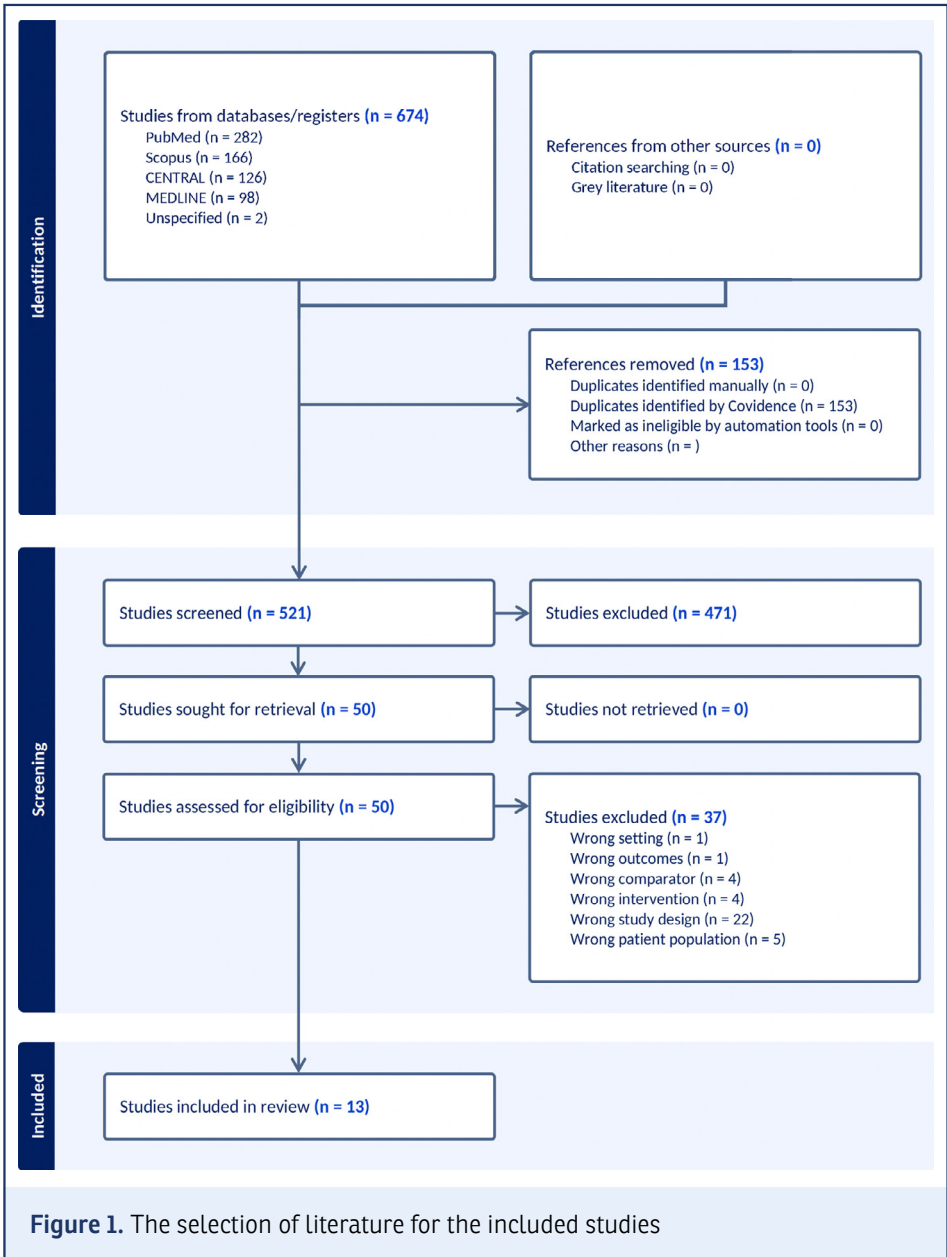 Identification
Studies from databases/registers (n = 674)
PubMed (n = 282)
Scopus (n = 166)
CENTRAL (n = 126)
MEDLINE (n = 98)
Unspecified (n = 2)
References from other sources (n = 0)
Citation searching (n = 0)
Grey literature (n = 0)
References removed (n = 153)
Duplicates identified manually (n = 0)
Duplicates identified by Covidence (n = 153)
Marked as ineligible by automation tools (n = 0)
Other reasons (n = )
Screening
Studies screened (n = 521)
Studies excluded (n = 471)
Studies sought for retrieval (n = 50)
Studies not retrieved (n = 0)
Studies assessed for eligibility (n = 50)
Studies excluded (n = 37)
Wrong setting (n = 1)
Wrong outcomes (n = 1)
Wrong comparator (n = 4)
Wrong intervention (n = 4)
Wrong study design (n = 22)
Wrong patient population (n = 5)
Included
Studies included in review (n = 13)
Figure 1. The selection of literature for the included studies